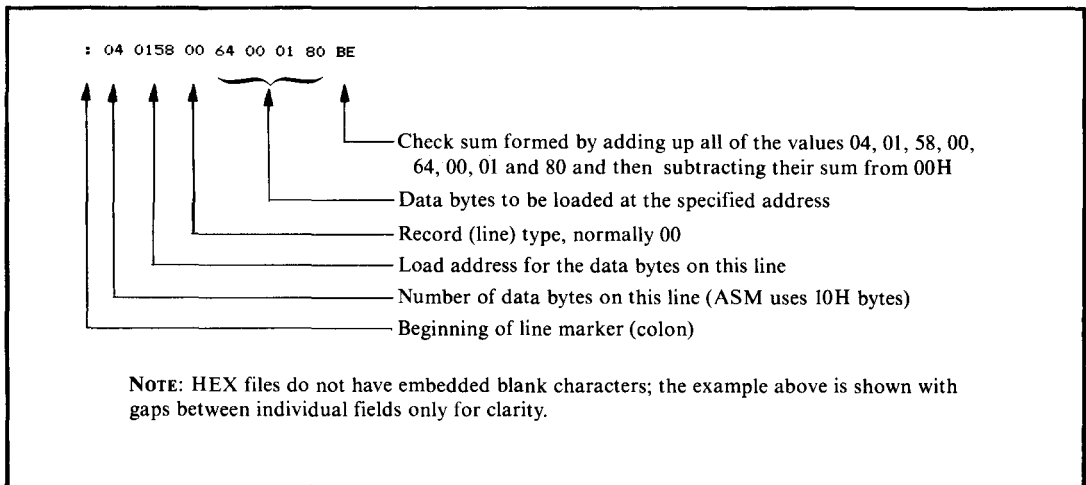 : 04 0158 00 64 00 01 80 BE
Check sum formed by adding up all of the values 04, 01, 58, 00,
64, 00, 01 and 80 and then subtracting their sum from 00H
Data bytes to be loaded at the specified address
Record (line) type, normally 00
Load address for the data bytes on this line
Number of data bytes on this line (ASM uses 10H bytes)
Beginning of line marker (colon)
NOTE: HEX files do not have embedded blank characters; the example above is shown with
gaps between individual fields only for clarity.